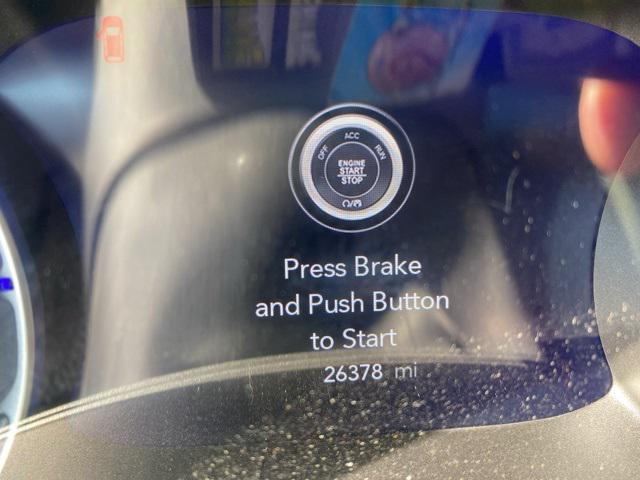 ACC
OFF
RUN
ENGINE
START
STOP
Press Brake
and Push Button
to Start
26378 mi